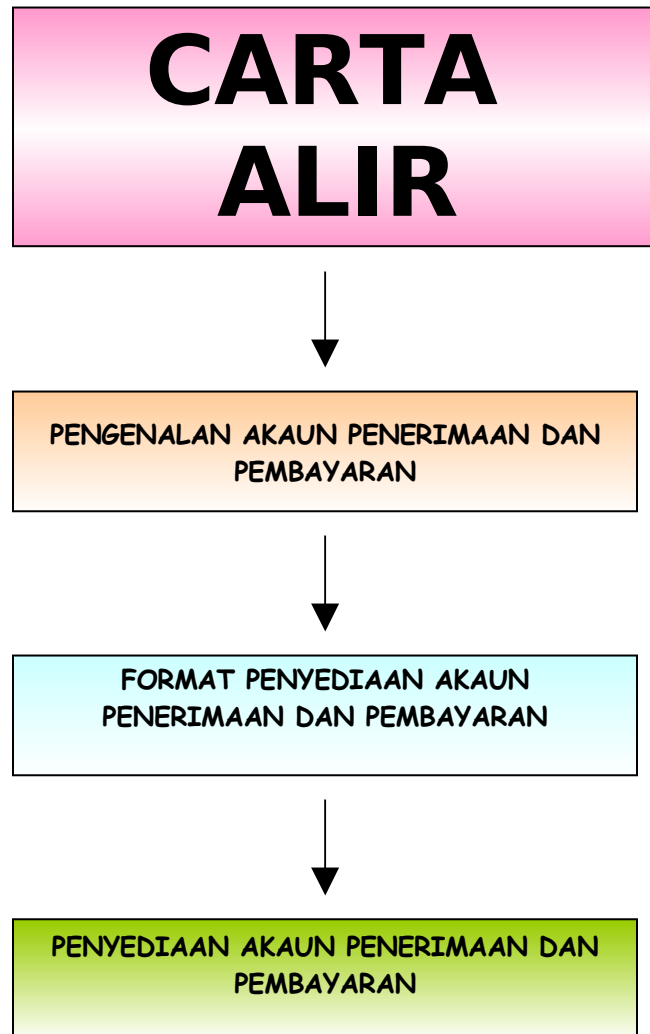 CARTA
ALIR
PENGENALAN AKAUN PENERIMAAN DAN
PEMBAYARAN
FORMAT PENYEDIAAN AKAUN
PENERIMAAN DAN PEMBAYARAN
PENYEDIAAN AKAUN PENERIMAAN DAN
PEMBAYARAN